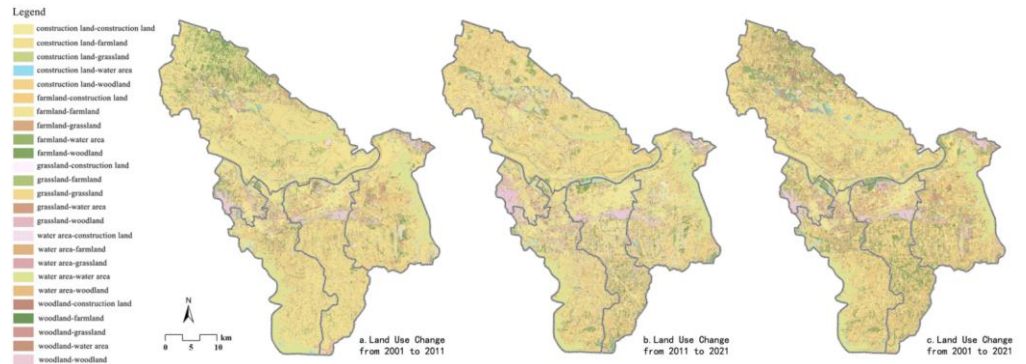 Legend
construction land-construction land
construction land-farmland
construction land-grassland
construction land-water area
construction land-woodland
farmland-construction land
farmland-farmland
farmland-grassland
farmland-water area
farmland-woodland
grassland-construction land
grassland-farmland
grassland-grassland
grassland-water area
grassland-woodland
water area-construction land
water area-farmland
water area-grassland
water area-water area
water area-woodland
woodland-construction land
woodland-farmland
woodland-grassland
woodland-water area
woodland-woodland
N
km
0 5 10
a. Land Use Change
from 2001 to 2011
b. Land Use Change
from 2011 to 2021
c. Land Use Change
from 2001 to 2021